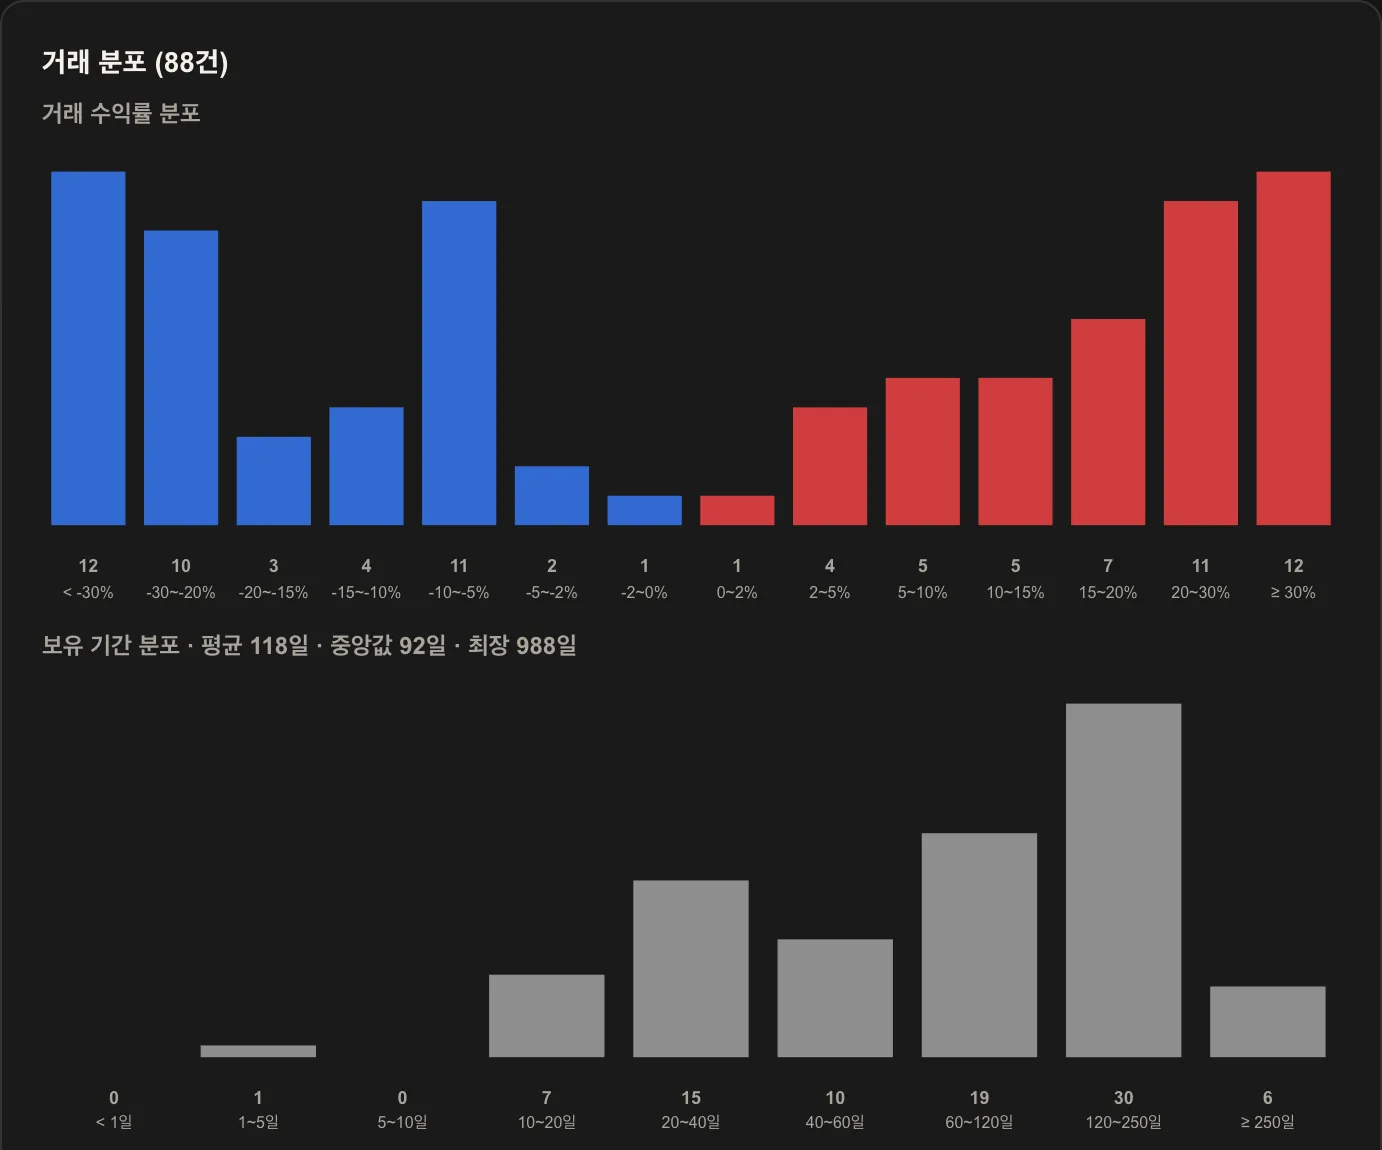 거래 분포 (88건)
거래 수익률 분포
12 10 3 4 11 2 1 1 4 5 5 7 11 12
< -30% -30~-20% -20~-15% -15~-10% -10~-5% -5~-2% -2~0% 0~2% 2~5% 5~10% 10~15% 15~20% 20~30% ≥ 30%
보유 기간 분포 · 평균 118일 · 중앙값 92일 · 최장 988일
0 1 0 7 15 10 19 30 6
< 1일 1~5일 5~10일 10~20일 20~40일 40~60일 60~120일 120~250일 ≥ 250일